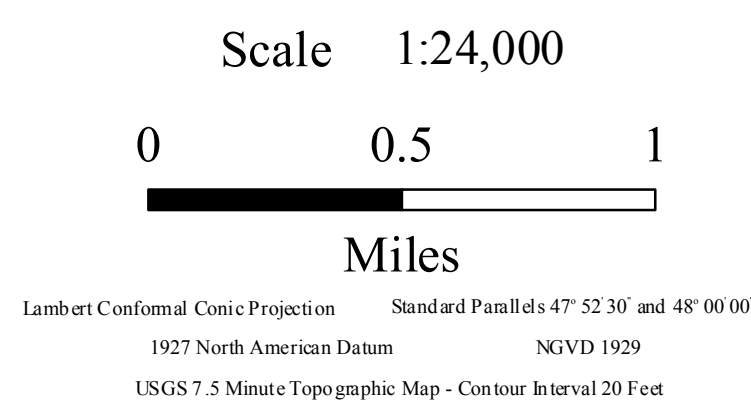 Scale 1:24,000
0 0.5 1
Miles
Lambert Conformal Conic Projection Standard Parallels 47° 52' 30" and 48° 00' 00
1927 North American Datum NGVD 1929
USGS 7.5 Minute Topographic Map - Contour Interval 20 Feet